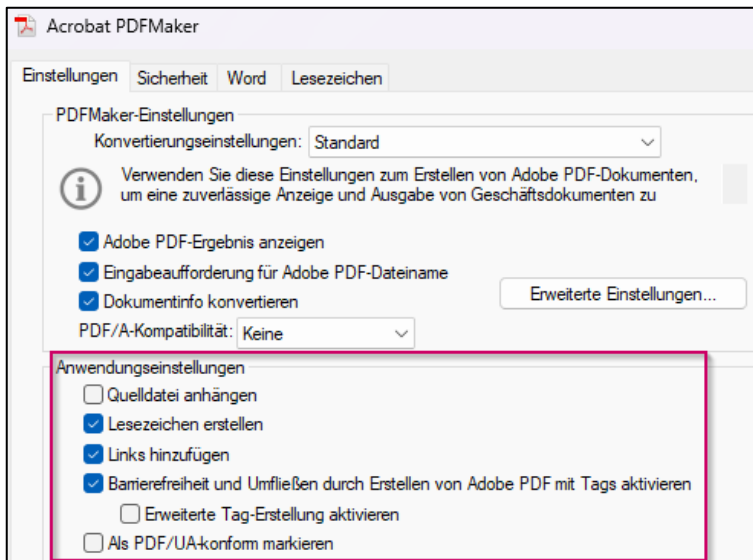 Acrobat PDFMaker
Einstellungen Sicherheit Word Lesezeichen
PDFMaker-Einstellungen
Konvertierungseinstellungen: Standard
Verwenden Sie diese Einstellungen zum Erstellen von Adobe PDF-Dokumenten,
um eine zuverlässige Anzeige und Ausgabe von Geschäftsdokumenten zu
Adobe PDF-Ergebnis anzeigen
Eingabeaufforderung für Adobe PDF-Dateiname
Dokumentinfo konvertieren
Erweiterte Einstellungen...
PDF/A-Kompatibilität: Keine
Anwendungseinstellungen
Quelldatei anhängen
Lesezeichen erstellen
Links hinzufügen
Barrierefreiheit und Umfließen durch Erstellen von Adobe PDF mit Tags aktivieren
Erweiterte Tag-Erstellung aktivieren
Als PDF/UA-konform markieren